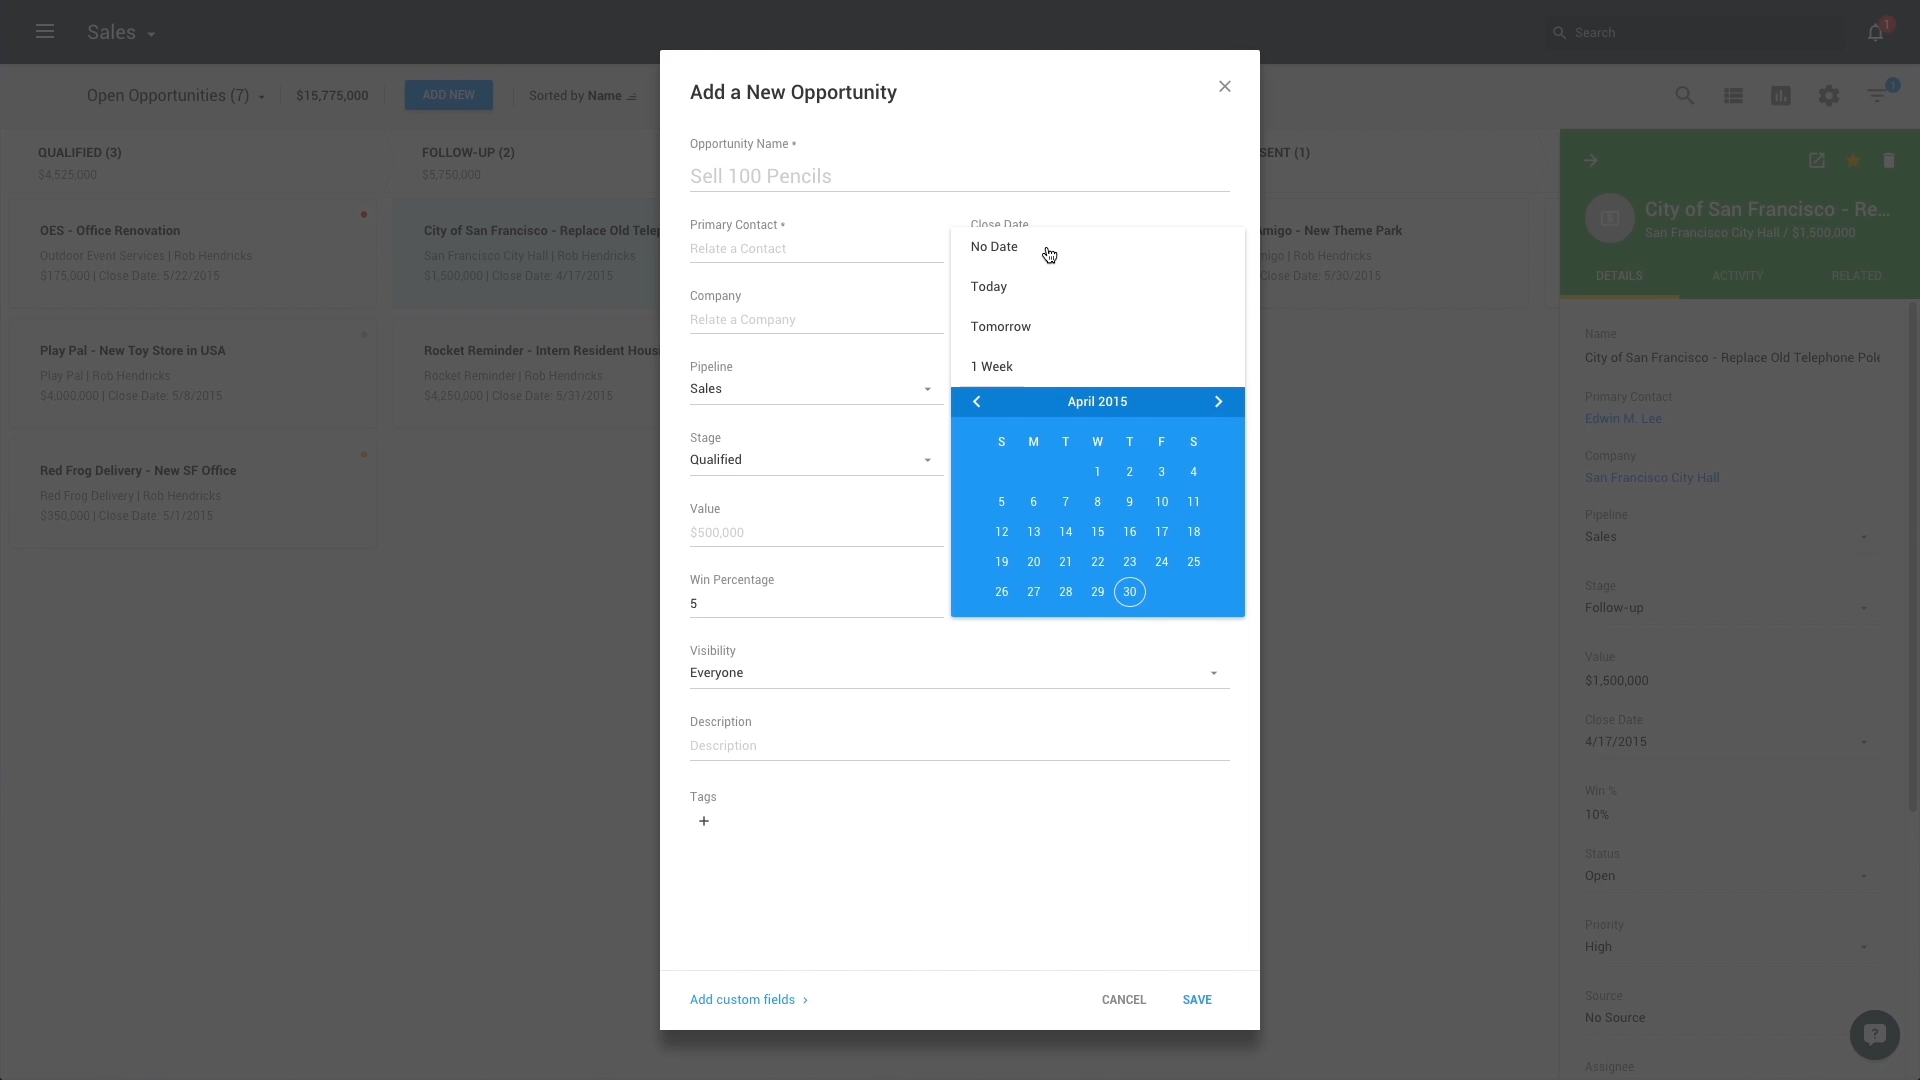 Sales
Search
1
Open Opportunities (7)
$15,775,000
ADD NEW
Sorted by Name
1
QUALIFIED (3)
$4,525,000
OES - Office Renovation
Outdoor Event Services | Rob Hendricks
$175,000 | Close Date: 5/22/2015
Play Pal - New Toy Store in USA
Play Pal | Rob Hendricks
$4,000,000 | Close Date: 5/8/2015
Red Frog Delivery - New SF Office
Red Frog Delivery | Rob Hendricks
$350,000 | Close Date: 5/1/2015
FOLLOW-UP (2)
$5,750,000
City of San Francisco - Replace Old Telep
San Francisco City Hall | Rob Hendricks
$1,500,000 | Close Date: 4/17/2015
Rocket Reminder - Intern Resident Housi
Rocket Reminder | Rob Hendricks
$4,250,000 | Close Date: 5/31/2015
SENT (1)
migo - New Theme Park
migo | Rob Hendricks
Close Date: 5/30/2015
Add a New Opportunity
Opportunity Name *
Sell 100 Pencils
Primary Contact *
Relate a Contact
Company
Relate a Company
Pipeline
Sales
Stage
Qualified
Value
$500,000
Win Percentage
5
Close Date
No Date
Today
Tomorrow
1 Week
April 2015
S M T W T F S
1 2 3 4
5 6 7 8 9 10 11
12 13 14 15 16 17 18
19 20 21 22 23 24 25
26 27 28 29 30
Visibility
Everyone
Description
Description
Tags
+
Add custom fields
CANCEL
SAVE
City of San Francisco - Re...
San Francisco City Hall / $1,500,000
DETAILS
ACTIVITY
RELATED
Name
City of San Francisco - Replace Old Telephone Pole
Primary Contact
Edwin M. Lee
Company
San Francisco City Hall
Pipeline
Sales
Stage
Follow-up
Value
$1,500,000
Close Date
4/17/2015
Win %
10%
Status
Open
Priority
High
Source
No Source
Assignee